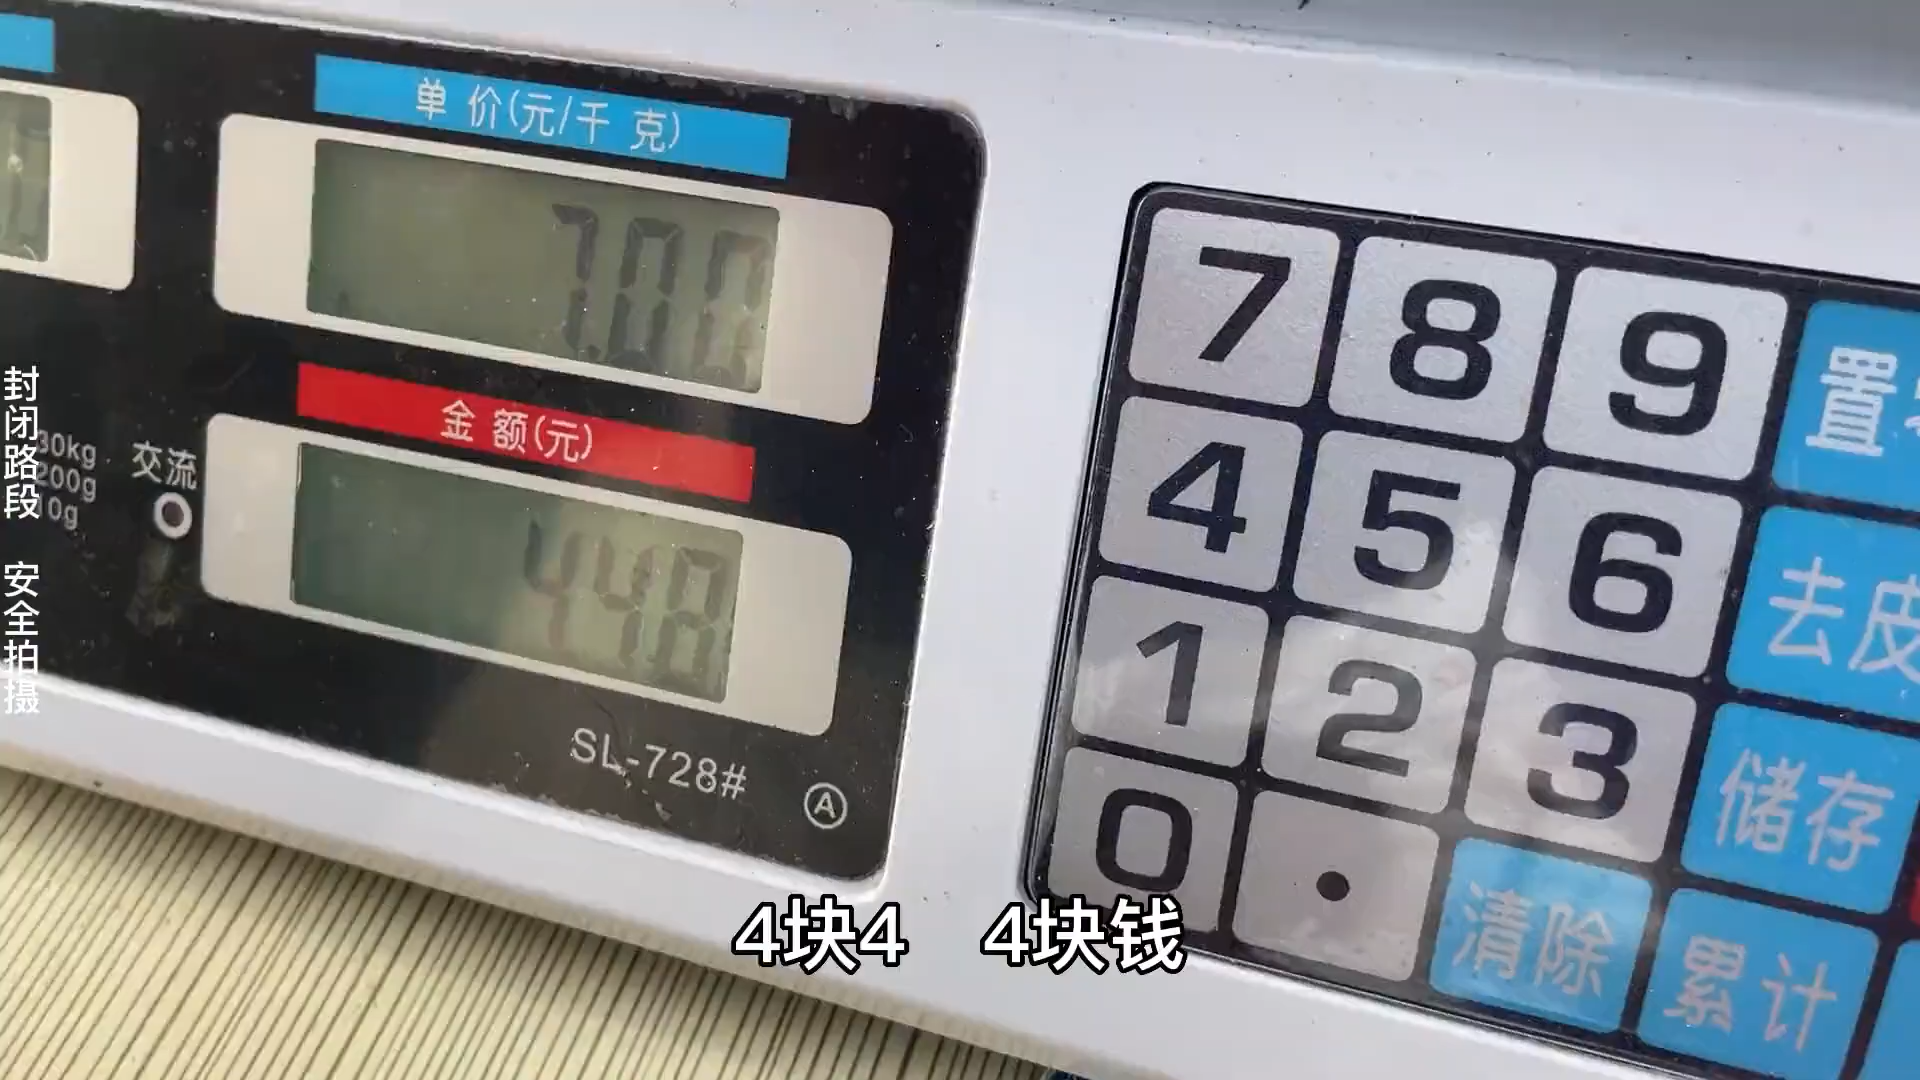 单价(元/千克)
7.00
金额(元)
4.48
30kg
200g
10g
交流
SL-728#
A
封闭路段 安全拍摄
7 8 9
4 5 6 去皮
1 2 3 储存
0 . 清除 累计
4块4 4块钱